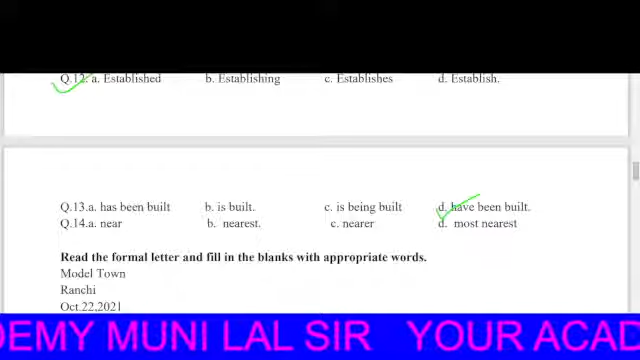 Q.12. a. Established b. Establishing c. Establishes d. Establish.
Q.13.a. has been built b. is built. c. is being built d. have been built.
Q.14.a. near b. nearest. c. nearer d. most nearest
Read the formal letter and fill in the blanks with appropriate words.
Model Town
Ranchi
Oct.22,2021
DEMY MUNI LAL SIR YOUR ACAD